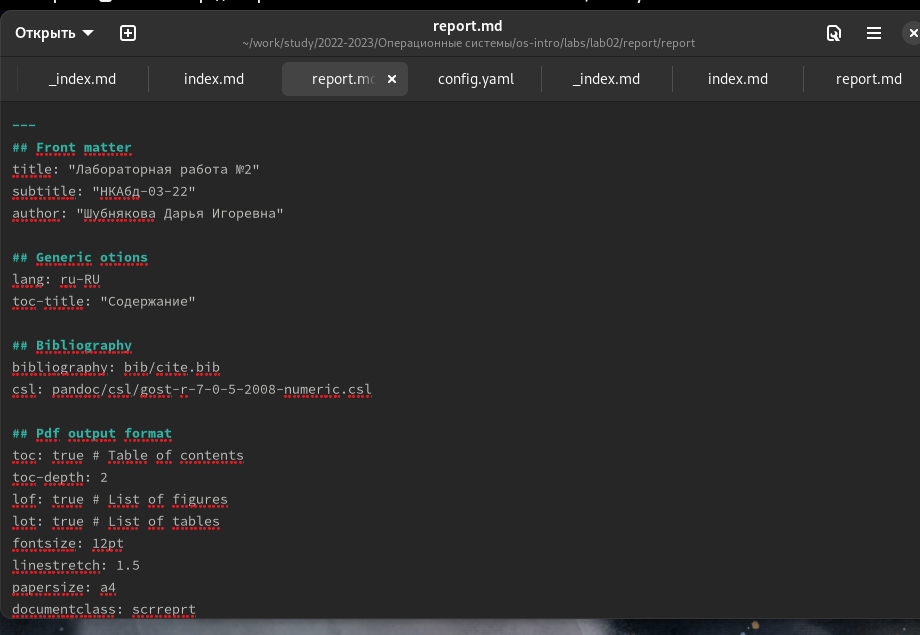 Открыть
report.md
~/work/study/2022-2023/Операционные системы/os-intro/labs/lab02/report/report
_index.md
index.md
report.md
config.yaml
_index.md
index.md
report.md
---
## Front matter
title: "Лабораторная работа №2"
subtitle: "НКАбд-03-22"
author: "Шубнякова Дарья Игоревна"
## Generic otions
lang: ru-RU
toc-title: "Содержание"
## Bibliography
bibliography: bib/cite.bib
csl: pandoc/csl/gost-r-7-0-5-2008-numeric.csl
## Pdf output format
toc: true # Table of contents
toc-depth: 2
lof: true # List of figures
lot: true # List of tables
fontsize: 12pt
linestretch: 1.5
papersize: a4
documentclass: scrreprt